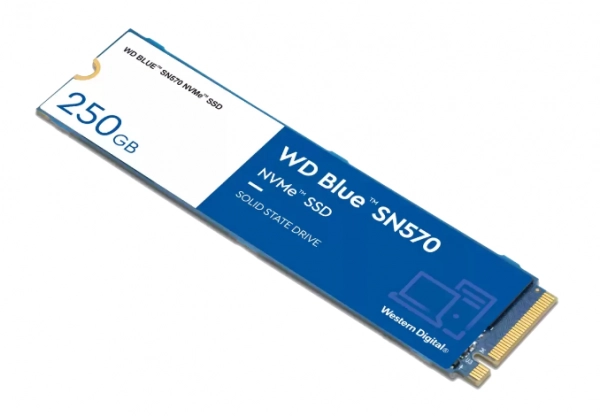 WD BLUE™ SN570 NVMe™ SSD
250GB
WD Blue™ SN570
NVMe™ SSD
SOLID STATE DRIVE
Western Digital®